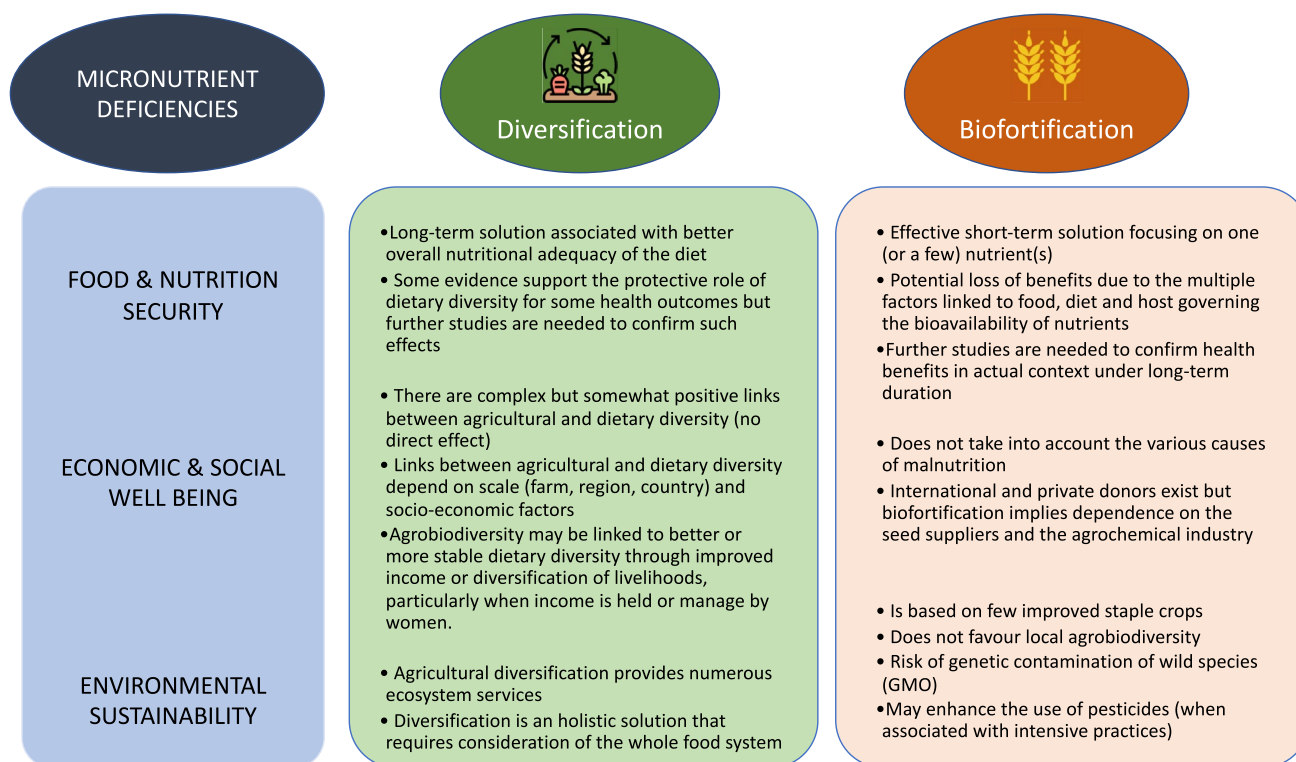 MICRONUTRIENT
DEFICIENCIES
Diversification
Biofortification
FOOD & NUTRITION
SECURITY
•Long-term solution associated with better
overall nutritional adequacy of the diet
• Some evidence support the protective role of
dietary diversity for some health outcomes but
further studies are needed to confirm such
effects
• Effective short-term solution focusing on one
(or a few) nutrient(s)
• Potential loss of benefits due to the multiple
factors linked to food, diet and host governing
the bioavailability of nutrients
•Further studies are needed to confirm health
benefits in actual context under long-term
duration
ECONOMIC & SOCIAL
WELL BEING
• There are complex but somewhat positive links
between agricultural and dietary diversity (no
direct effect)
• Links between agricultural and dietary diversity
depend on scale (farm, region, country) and
socio-economic factors
•Agrobiodiversity may be linked to better or
more stable dietary diversity through improved
income or diversification of livelihoods,
particularly when income is held or manage by
women.
• Does not take into account the various causes
of malnutrition
• International and private donors exist but
biofortification implies dependence on the
seed suppliers and the agrochemical industry
ENVIRONMENTAL
SUSTAINABILITY
• Agricultural diversification provides numerous
ecosystem services
• Diversification is an holistic solution that
requires consideration of the whole food system
• Is based on few improved staple crops
• Does not favour local agrobiodiversity
• Risk of genetic contamination of wild species
(GMO)
•May enhance the use of pesticides (when
associated with intensive practices)